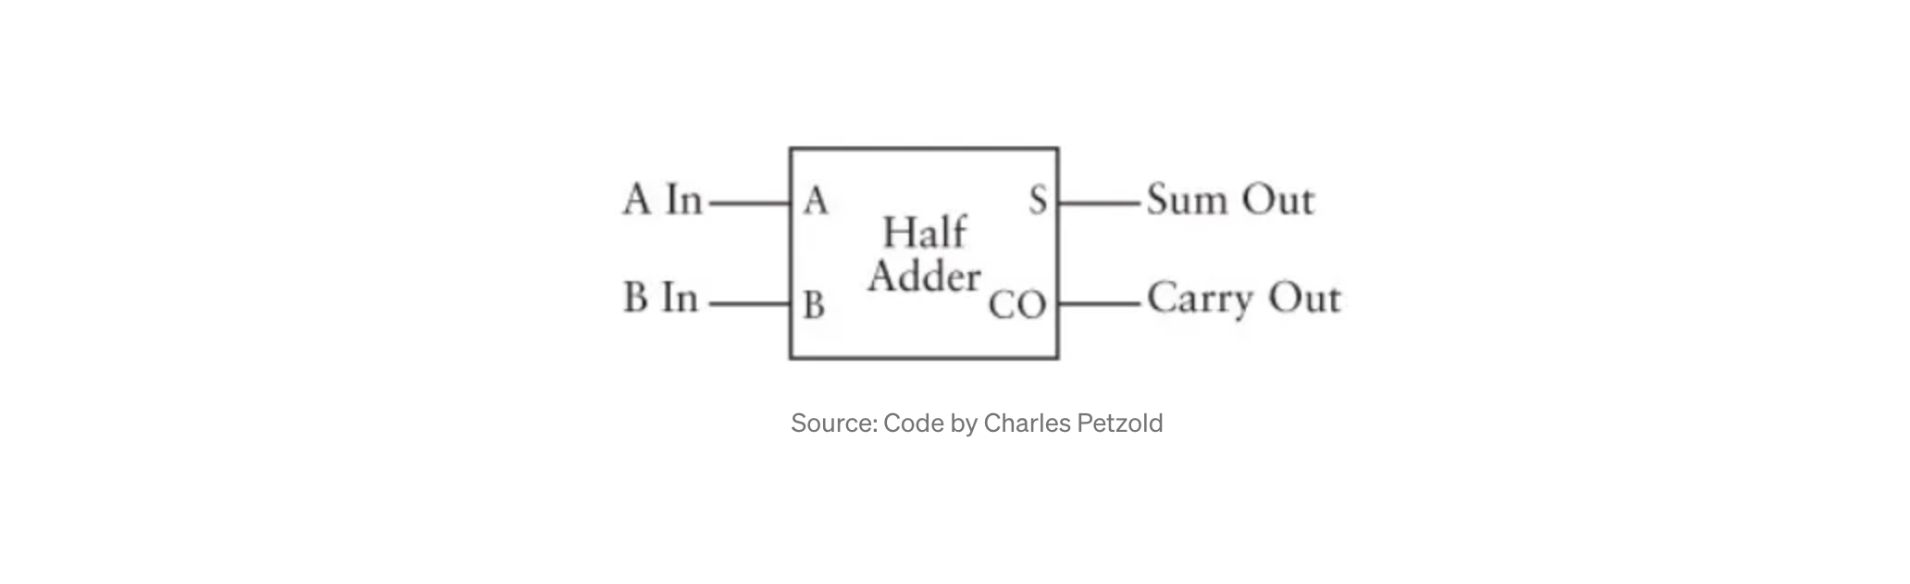 A In
A
S
Sum Out
Half
Adder
B In
B
CO
Carry Out
Source: Code by Charles Petzold